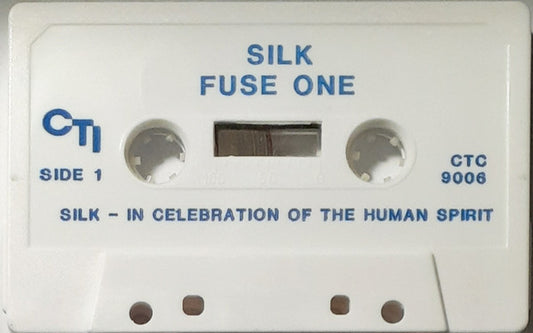 SILK
FUSE ONE
CTI
SIDE 1
CTC
9006
SILK – IN CELEBRATION OF THE HUMAN SPIRIT